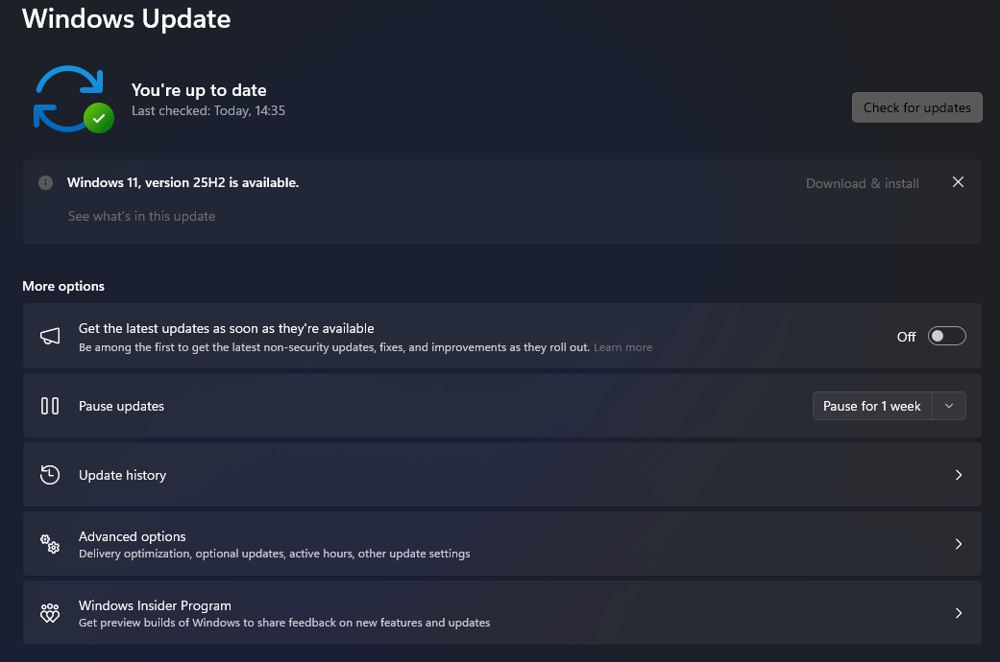 Windows Update
You're up to date
Last checked: Today, 14:35
Check for updates
Windows 11, version 25H2 is available.
Download & install
See what's in this update
More options
Get the latest updates as soon as they're available
Be among the first to get the latest non-security updates, fixes, and improvements as they roll out. Learn more
Off
Pause updates
Pause for 1 week
Update history
Advanced options
Delivery optimization, optional updates, active hours, other update settings
Windows Insider Program
Get preview builds of Windows to share feedback on new features and updates